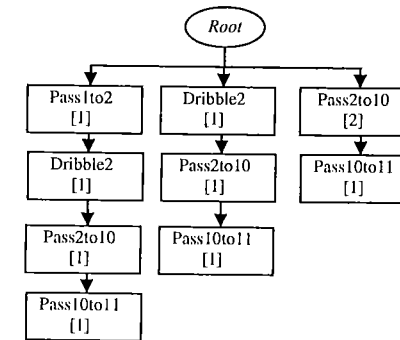 Root
Pass1to2
[1]
Dribble2
[1]
Pass2to10
[2]
Dribble2
[1]
Pass2to10
[1]
Pass10to11
[1]
Pass2to10
[1]
Pass10to11
[1]
Pass10to11
[1]